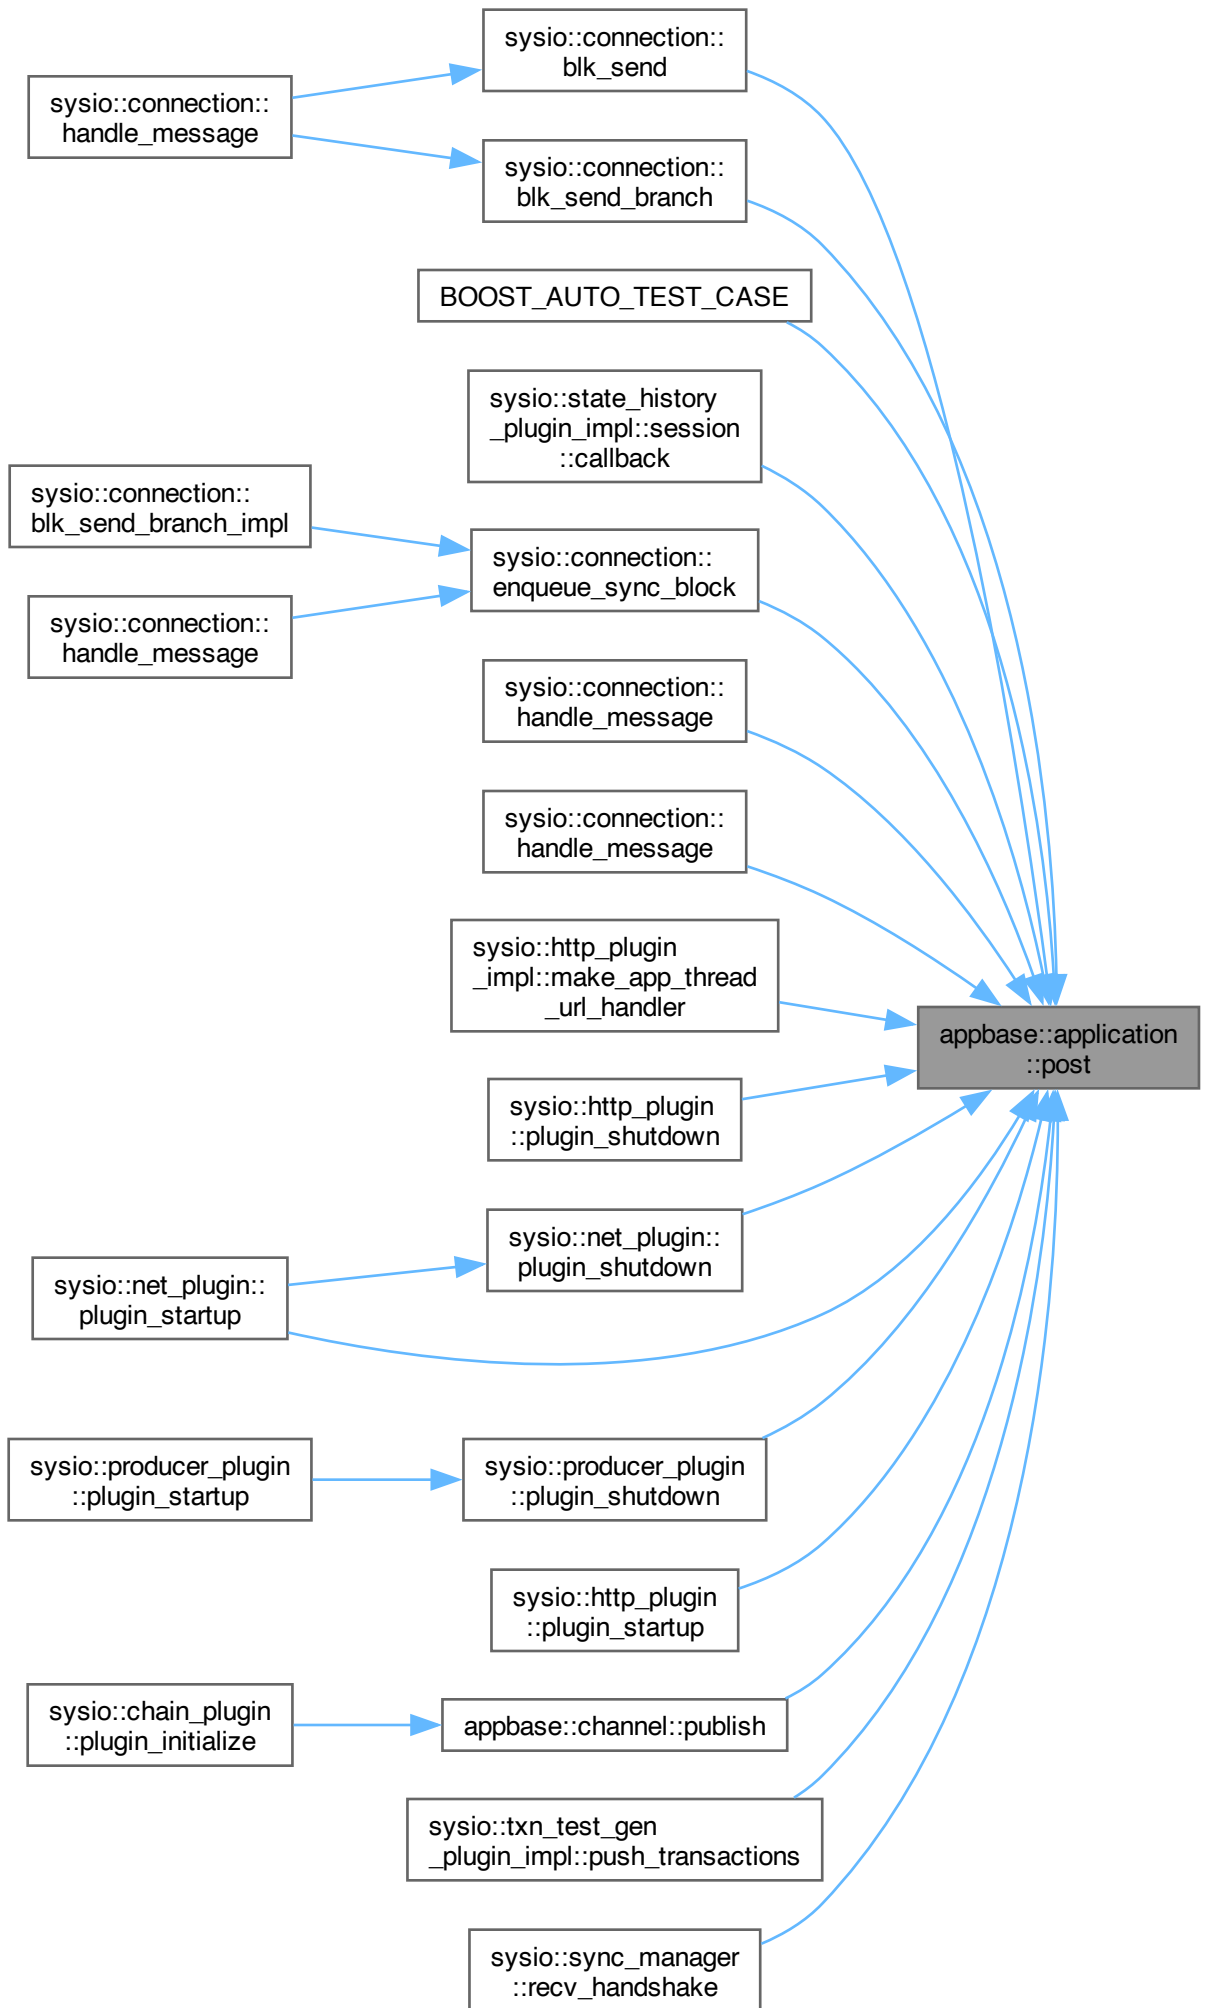 sysio::connection::
blk_send
sysio::connection::
handle_message
sysio::connection::
blk_send_branch
BOOST_AUTO_TEST_CASE
sysio::state_history
_plugin_impl::session
::callback
sysio::connection::
blk_send_branch_impl
sysio::connection::
enqueue_sync_block
sysio::connection::
handle_message
sysio::connection::
handle_message
sysio::connection::
handle_message
sysio::http_plugin
_impl::make_app_thread
_url_handler
appbase::application
::post
sysio::http_plugin
::plugin_shutdown
sysio::net_plugin::
plugin_shutdown
sysio::net_plugin::
plugin_startup
sysio::producer_plugin
::plugin_startup
sysio::producer_plugin
::plugin_shutdown
sysio::http_plugin
::plugin_startup
sysio::chain_plugin
::plugin_initialize
appbase::channel::publish
sysio::txn_test_gen
_plugin_impl::push_transactions
sysio::sync_manager
::recv_handshake